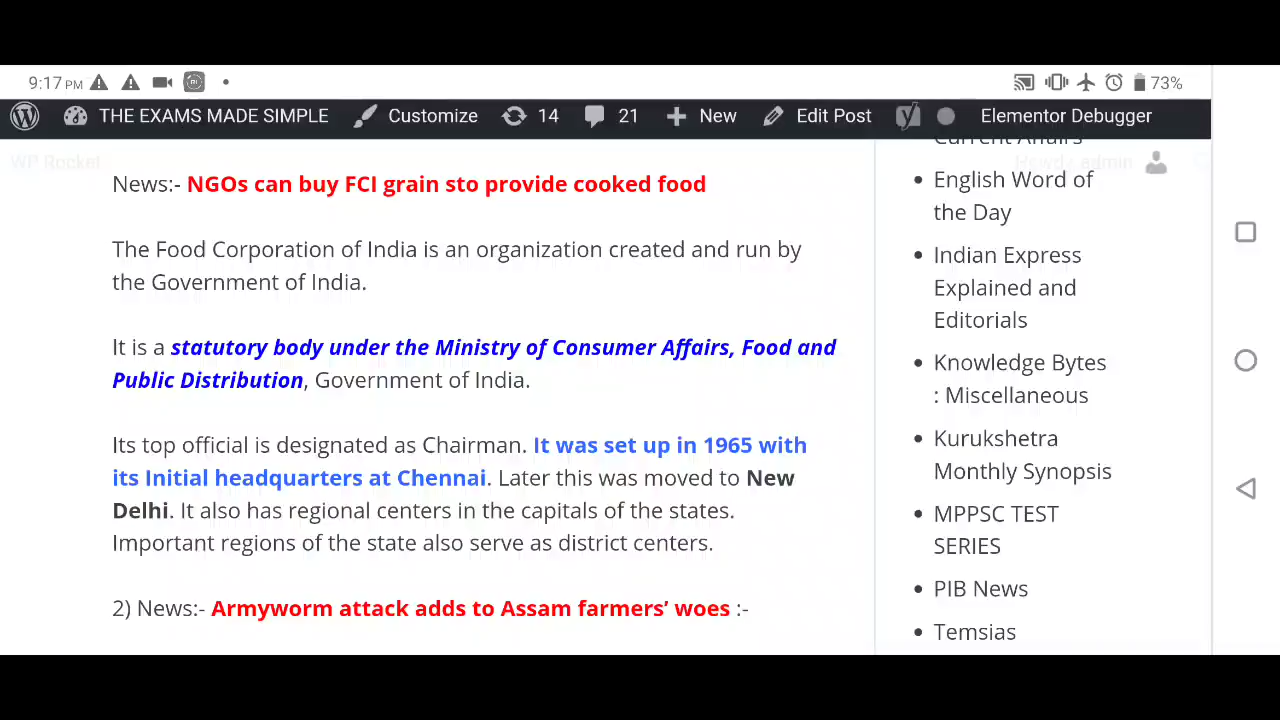 9:17 PM
73%
THE EXAMS MADE SIMPLE Customize 14 21 New Edit Post Elementor Debugger
WP Rocket
Howdy, admin
Current Affairs
News:- NGOs can buy FCI grain sto provide cooked food
The Food Corporation of India is an organization created and run by
the Government of India.
It is a statutory body under the Ministry of Consumer Affairs, Food and
Public Distribution, Government of India.
Its top official is designated as Chairman. It was set up in 1965 with
its Initial headquarters at Chennai. Later this was moved to New
Delhi. It also has regional centers in the capitals of the states.
Important regions of the state also serve as district centers.
2) News:- Armyworm attack adds to Assam farmers’ woes :-
English Word of
the Day
Indian Express
Explained and
Editorials
Knowledge Bytes
: Miscellaneous
Kurukshetra
Monthly Synopsis
MPPSC TEST
SERIES
PIB News
Temsias